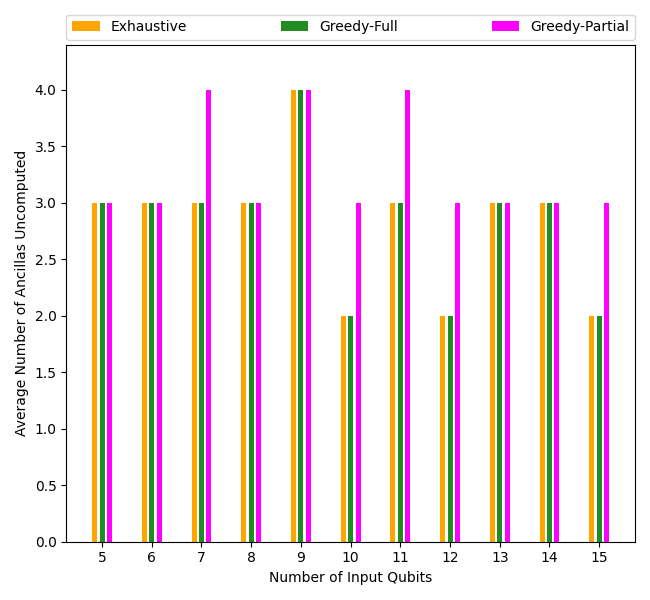 Exhaustive Greedy-Full Greedy-Partial
Average Number of Ancillas Uncomputed
4.0
3.5
3.0
2.5
2.0
1.5
1.0
0.5
0.0
5 6 7 8 9 10 11 12 13 14 15
Number of Input Qubits